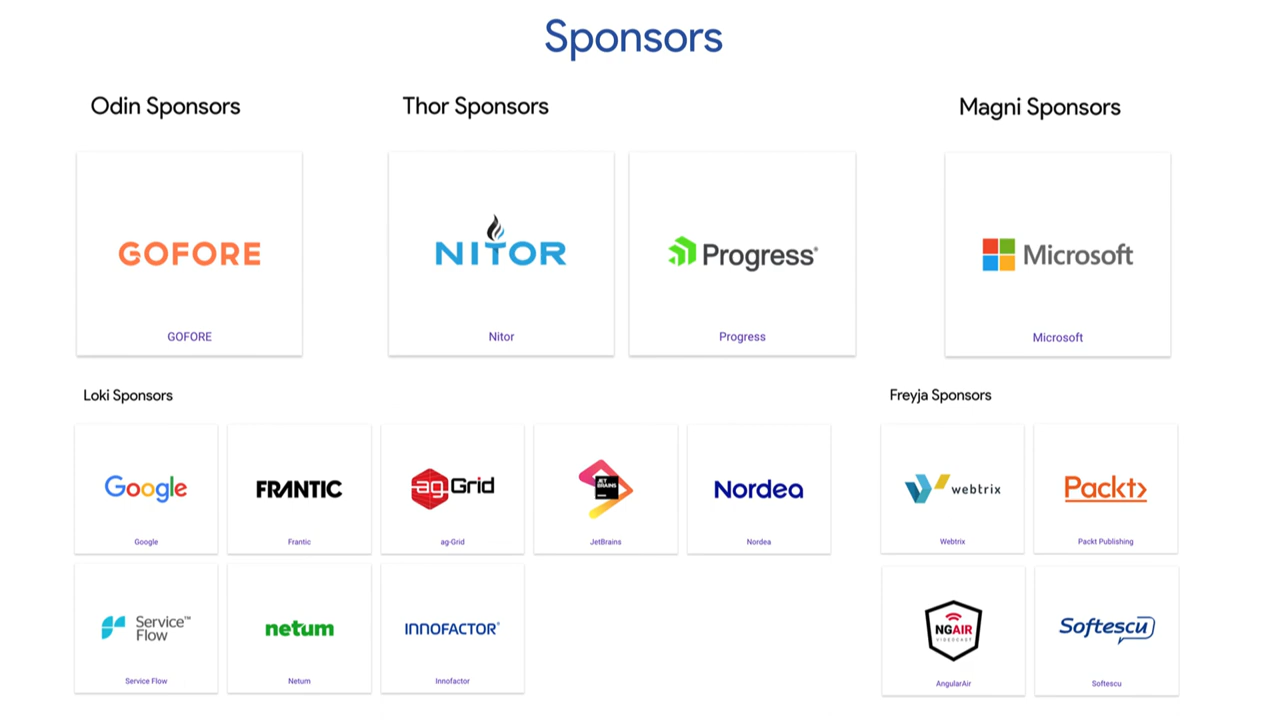 Sponsors
Odin Sponsors
GOFORE
GOFORE
Thor Sponsors
NITOR
Nitor
Progress®
Progress
Magni Sponsors
Microsoft
Microsoft
Loki Sponsors
Google
Google
FRANTIC
Frantic
ag Grid
ag-Grid
JET
BRAINS
JetBrains
Nordea
Nordea
Service™
Flow
Service Flow
netum
Netum
INNOFACTOR®
Innofactor
Freyja Sponsors
webtrix
Webtrix
Packt>
Packt Publishing
NGAIR
VIDEOCAST
AngularAir
Softescu
Softescu